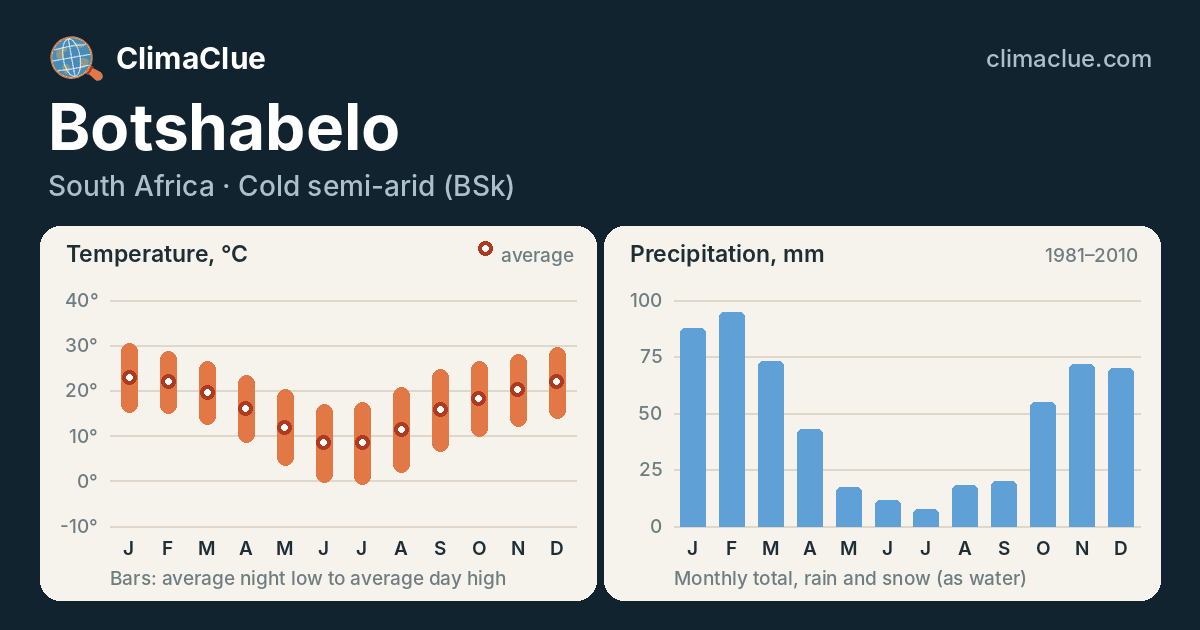 ClimaClue
climaclue.com
Botshabelo
South Africa · Cold semi-arid (BSk)
Temperature, °C
average
40°
30°
20°
10°
0°
-10°
J F M A M J J A S O N D
Bars: average night low to average day high
Precipitation, mm
1981–2010
100
75
50
25
0
J F M A M J J A S O N D
Monthly total, rain and snow (as water)